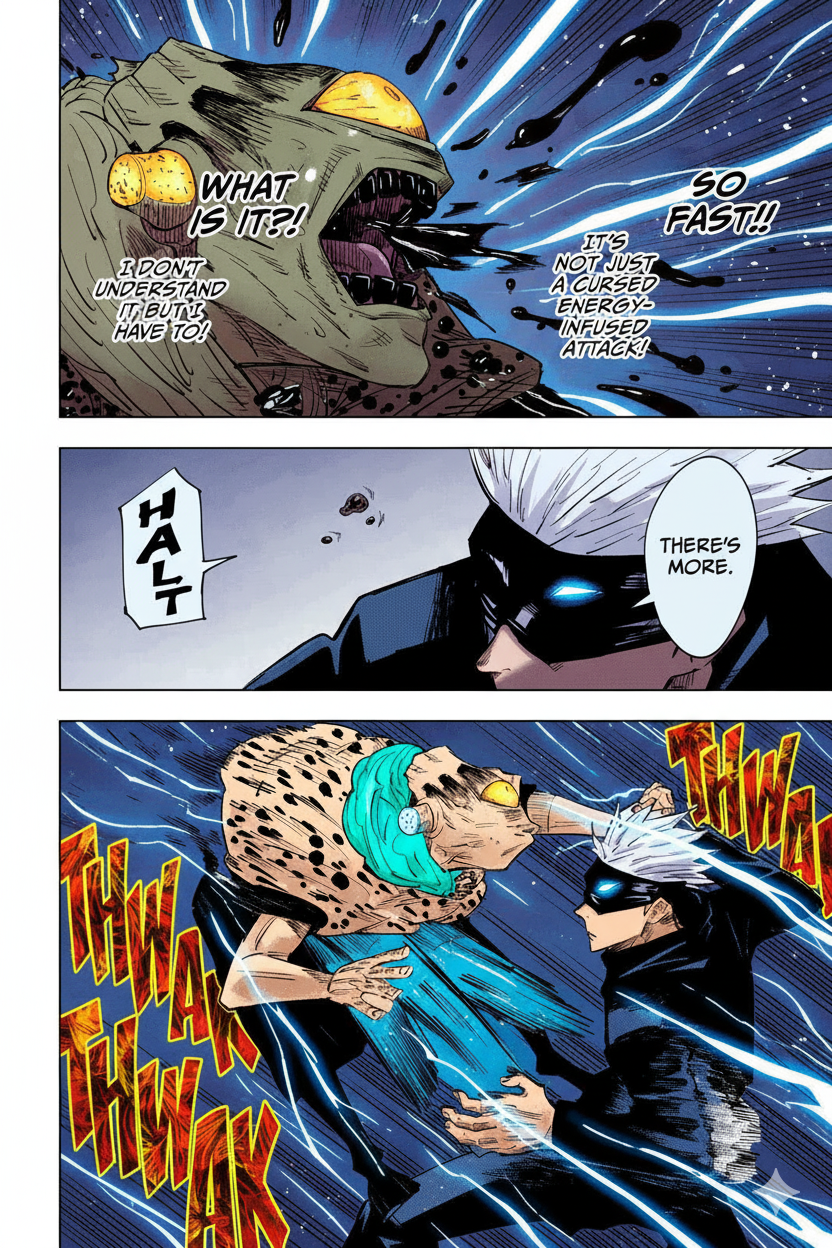 SO
FAST!!
IT'S
NOT JUST
A CURSED
ENERGY-
INFUSED
ATTACK!
WHAT
IS IT?!
I DON'T
UNDERSTAND
IT BUT I
HAVE TO!
THERE'S
MORE.
HALT
THWAK
THWAK
THWAK